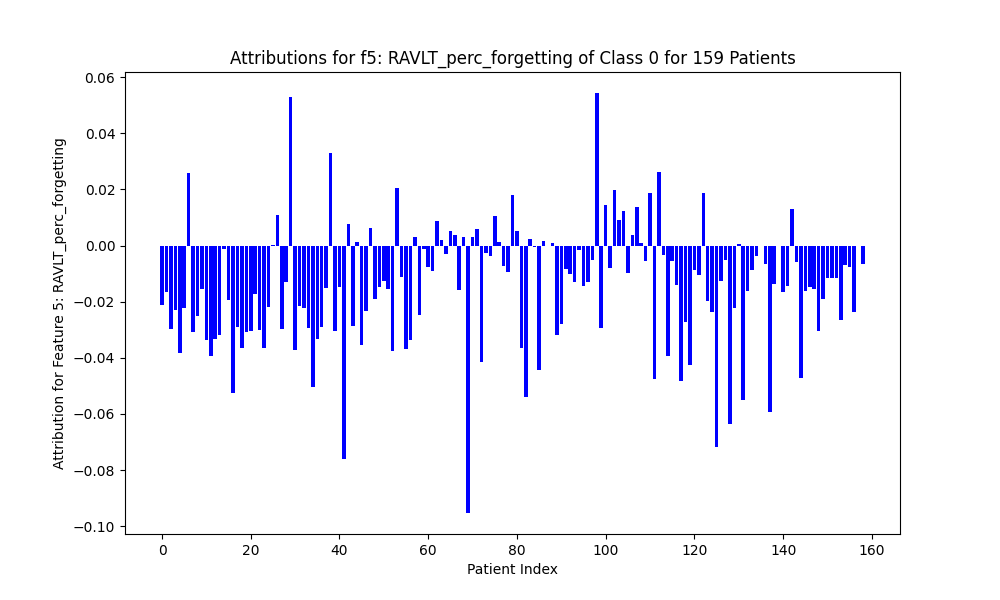 Attributions for f5: RAVLT_perc_forgetting of Class 0 for 159 Patients
Attribution for Feature 5: RAVLT_perc_forgetting
0.06
0.04
0.02
0.00
−0.02
−0.04
−0.06
−0.08
−0.10
0 20 40 60 80 100 120 140 160
Patient Index